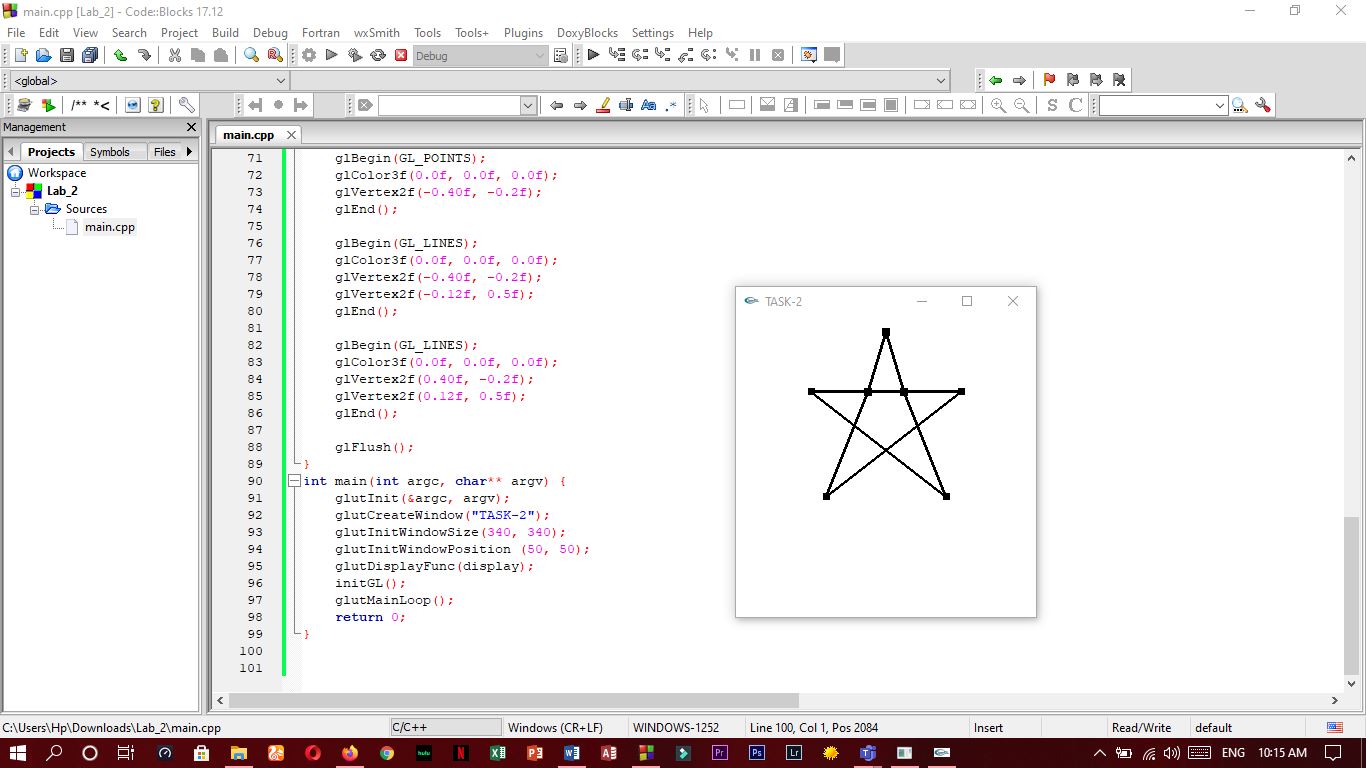 main.cpp [Lab_2] - Code::Blocks 17.12
File Edit View Search Project Build Debug Fortran wxSmith Tools Tools+ Plugins DoxyBlocks Settings Help
Debug
<global>
/** *<
Aa .*
S C
Management
main.cpp
Projects Symbols Files
Workspace
Lab_2
Sources
main.cpp
71 glBegin(GL_POINTS);
72 glColor3f(0.0f, 0.0f, 0.0f);
73 glVertex2f(-0.40f, -0.2f);
74 glEnd();
75
76 glBegin(GL_LINES);
77 glColor3f(0.0f, 0.0f, 0.0f);
78 glVertex2f(-0.40f, -0.2f);
79 glVertex2f(-0.12f, 0.5f);
80 glEnd();
81
82 glBegin(GL_LINES);
83 glColor3f(0.0f, 0.0f, 0.0f);
84 glVertex2f(0.40f, -0.2f);
85 glVertex2f(0.12f, 0.5f);
86 glEnd();
87
88 glFlush();
89 }
90 int main(int argc, char** argv) {
91 glutInit(&argc, argv);
92 glutCreateWindow("TASK-2");
93 glutInitWindowSize(340, 340);
94 glutInitWindowPosition (50, 50);
95 glutDisplayFunc(display);
96 initGL();
97 glutMainLoop();
98 return 0;
99 }
100
101
TASK-2
C:\Users\Hp\Downloads\Lab_2\main.cpp C/C++ Windows (CR+LF) WINDOWS-1252 Line 100, Col 1, Pos 2084 Insert Read/Write default
hulu N Pr Ps Lr ENG 10:15 AM